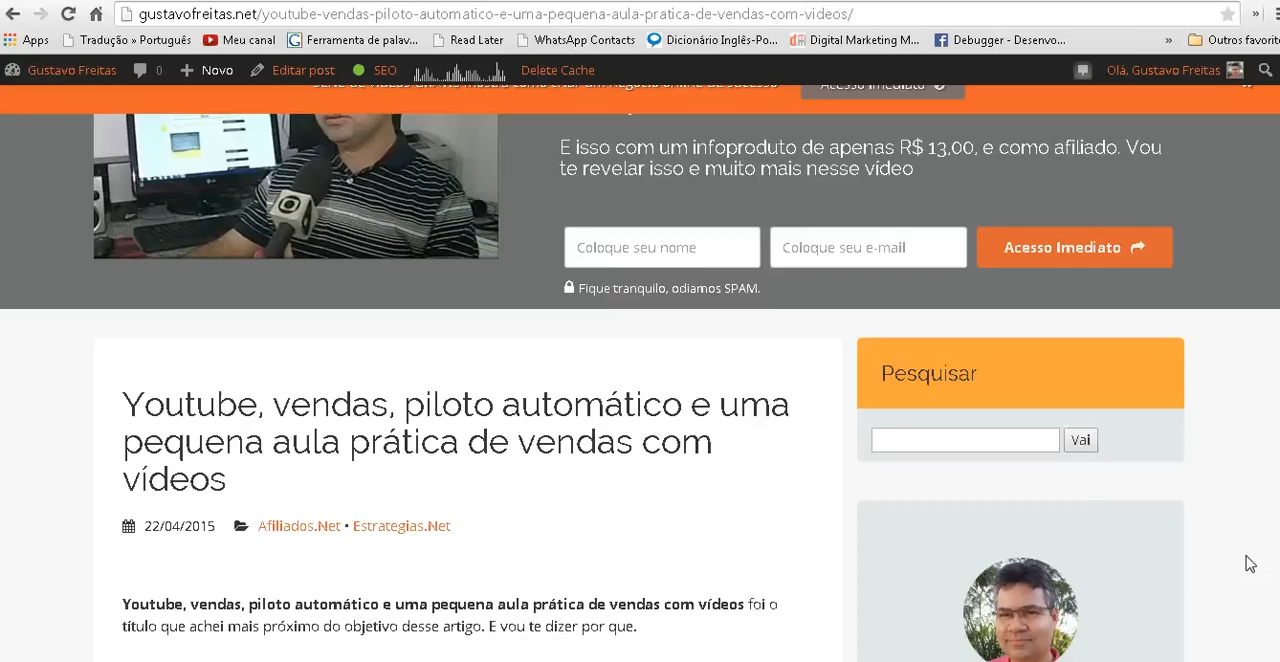 gustavofreitas.net/youtube-vendas-piloto-automatico-e-uma-pequena-aula-pratica-de-vendas-com-videos/
Apps Tradução » Português Meu canal Ferramenta de palav... Read Later WhatsApp Contacts Dicionário Inglês-Po... Digital Marketing M... Debugger - Desenvo... » Outros favorit
Gustavo Freitas 0 + Novo Editar post SEO Delete Cache Olá, Gustavo Freitas
Acesso Imediato
E isso com um infoproduto de apenas R$ 13,00, e como afiliado. Vou
te revelar isso e muito mais nesse vídeo
Coloque seu nome Coloque seu e-mail Acesso Imediato
Fique tranquilo, odiamos SPAM.
Youtube, vendas, piloto automático e uma
pequena aula prática de vendas com
vídeos
22/04/2015 Afiliados.Net • Estrategias.Net
Youtube, vendas, piloto automático e uma pequena aula prática de vendas com vídeos foi o
título que achei mais próximo do objetivo desse artigo. E vou te dizer por que.
Pesquisar
Vai